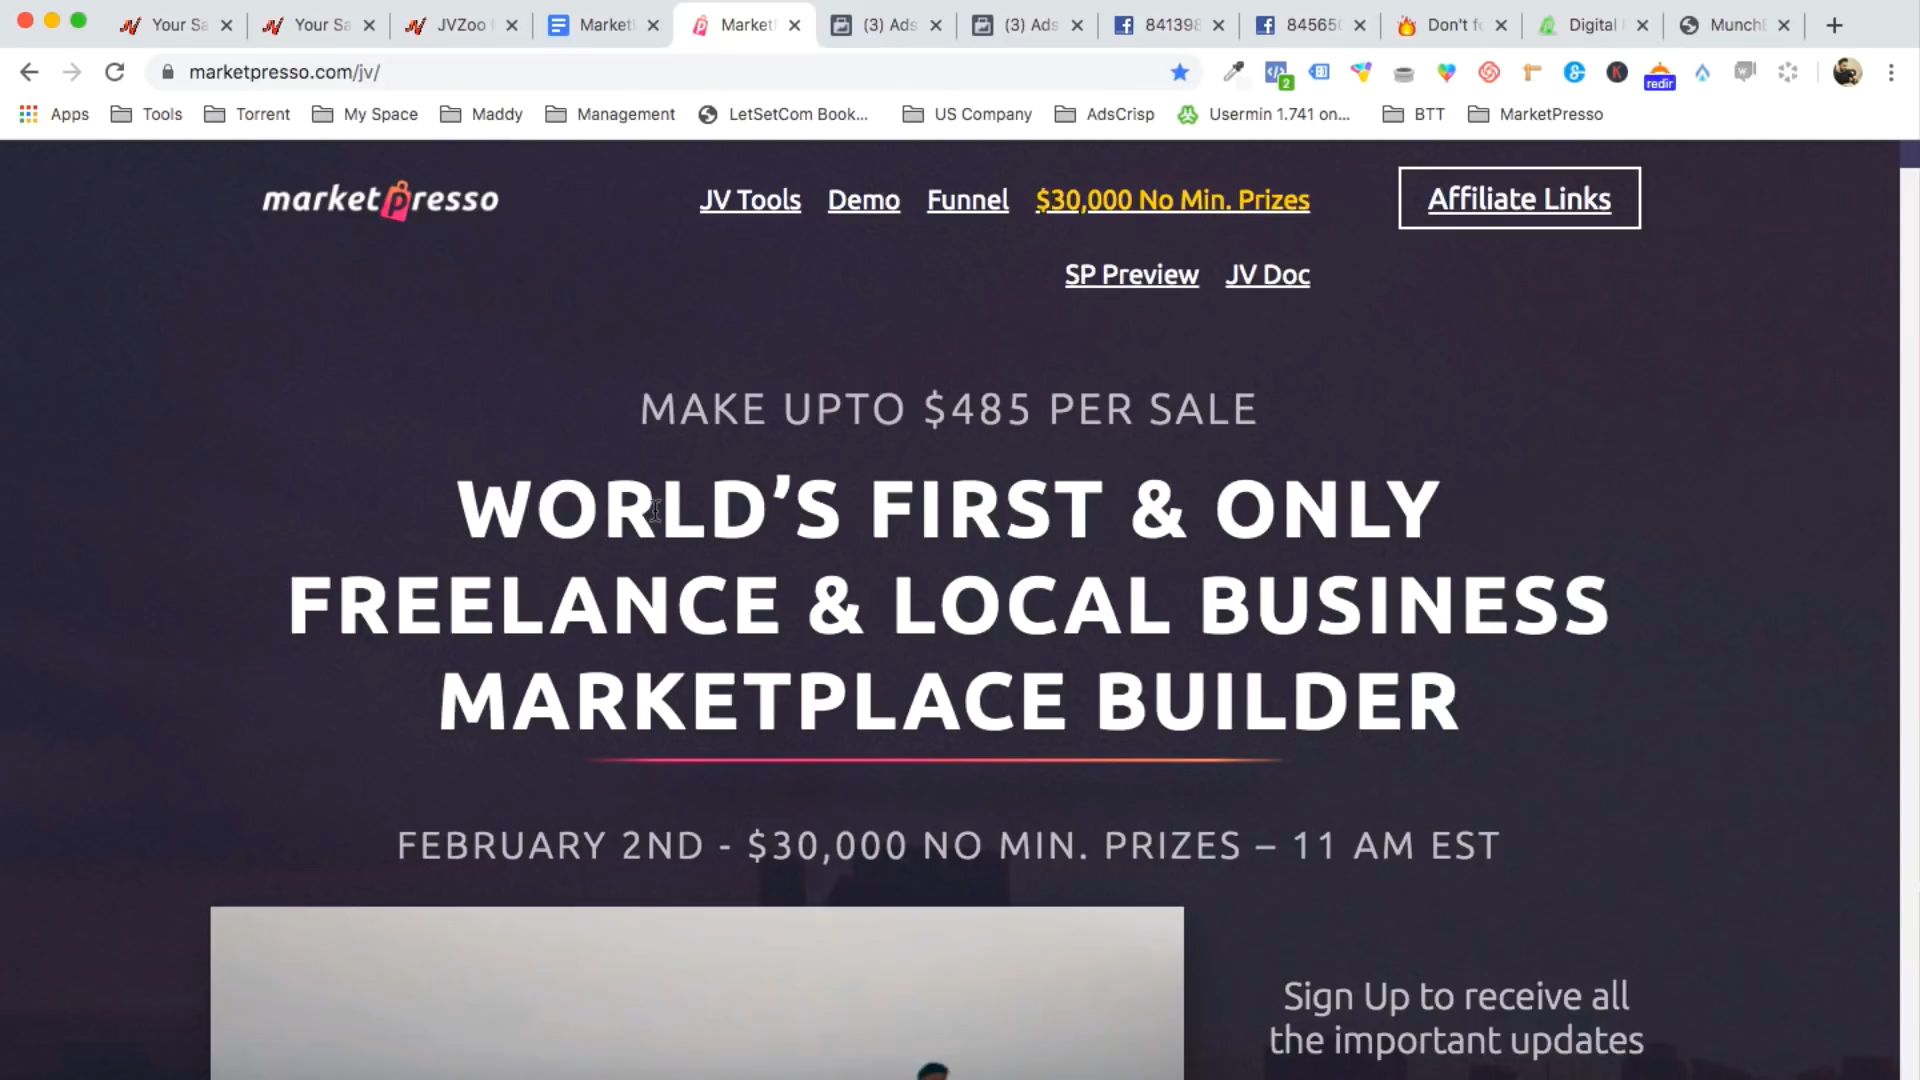 Your Sa
Your Sa
JVZoo
Market
Market
(3) Ads
(3) Ads
841398
84565
Don't f
Digital
Munch
marketpresso.com/jv/
2
redir
Apps
Tools
Torrent
My Space
Maddy
Management
LetSetCom Book...
US Company
AdsCrisp
Usermin 1.741 on...
BTT
MarketPresso
marketpresso
JV Tools
Demo
Funnel
$30,000 No Min. Prizes
Affiliate Links
SP Preview
JV Doc
MAKE UPTO $485 PER SALE
WORLD'S FIRST & ONLY
FREELANCE & LOCAL BUSINESS
MARKETPLACE BUILDER
FEBRUARY 2ND - $30,000 NO MIN. PRIZES – 11 AM EST
Sign Up to receive all
the important updates